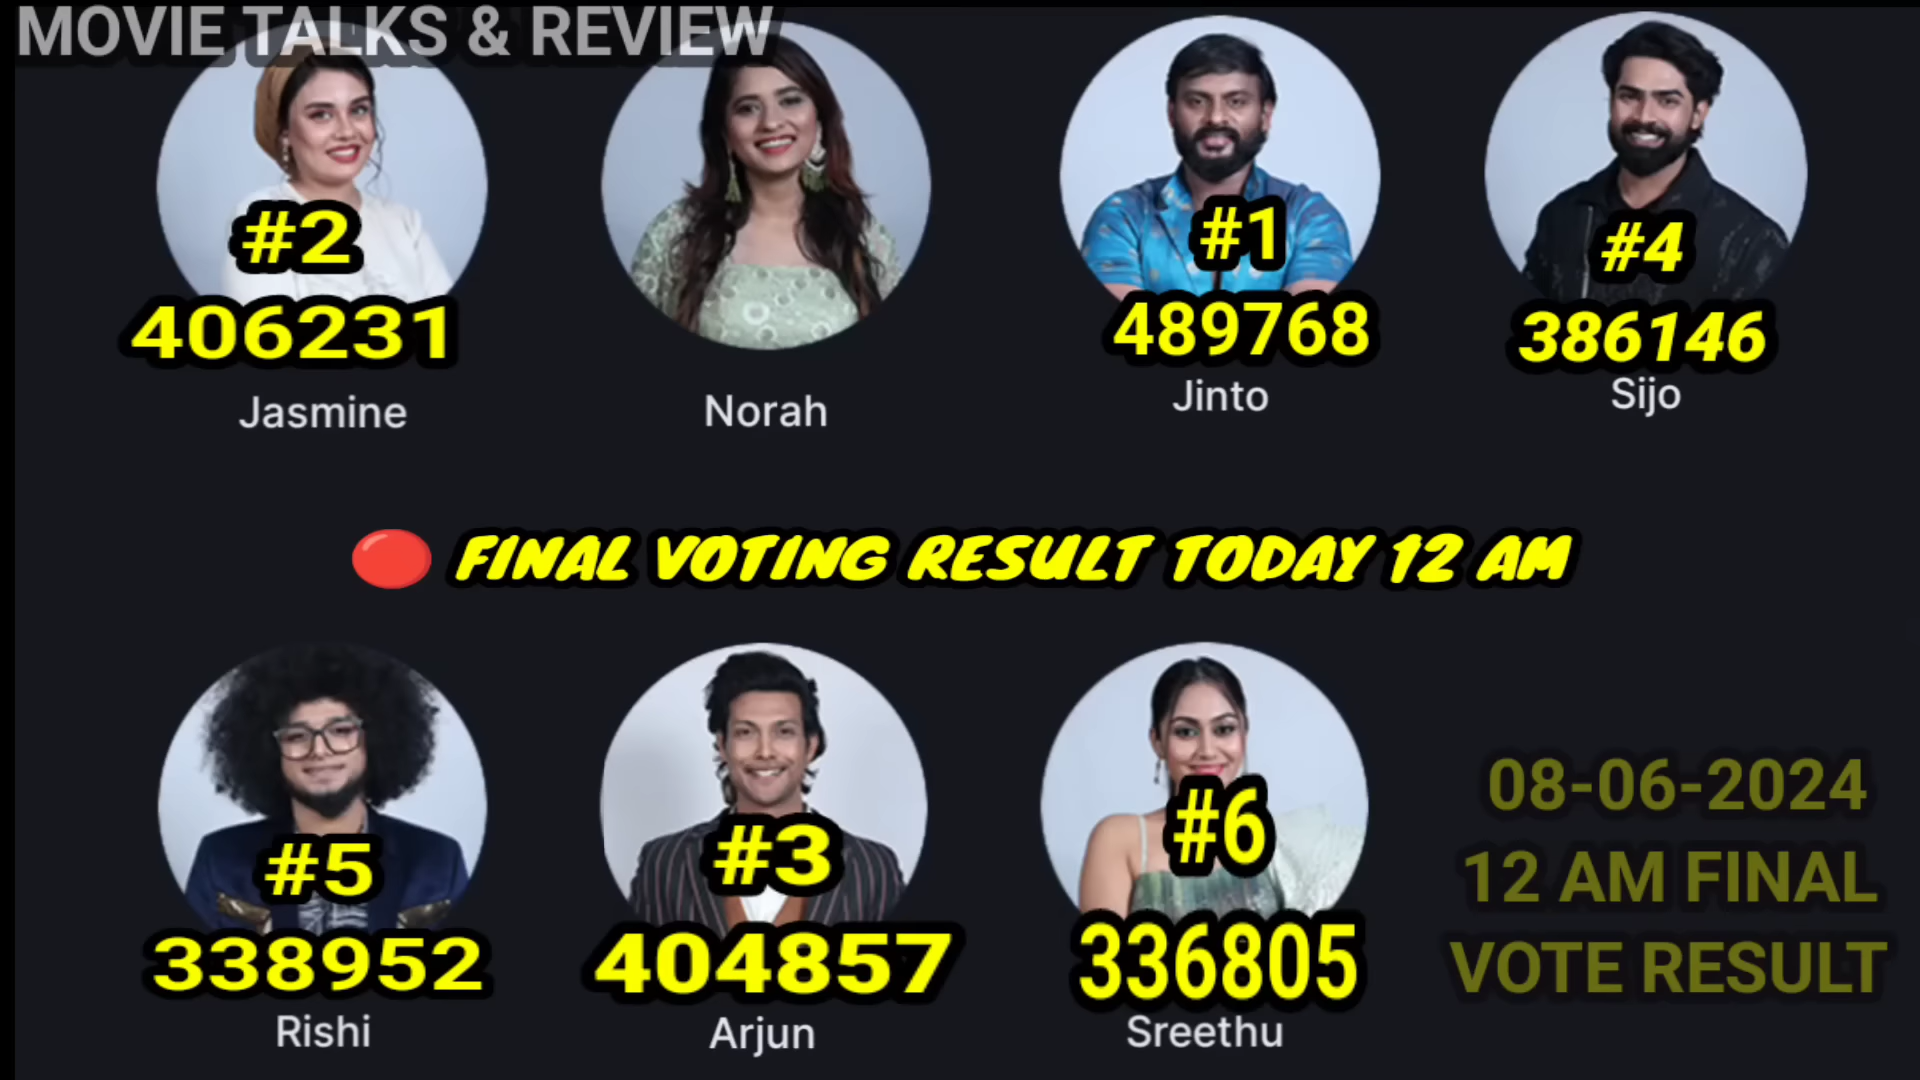 MOVIE TALKS & REVIEW
#2
#1
#4
406231
489768
386146
Jasmine
Norah
Jinto
Sijo
🔴 FINAL VOTING RESULT TODAY 12 AM
#5
#3
#6
338952
404857
336805
Rishi
Arjun
Sreethu
08-06-2024
12 AM FINAL
VOTE RESULT